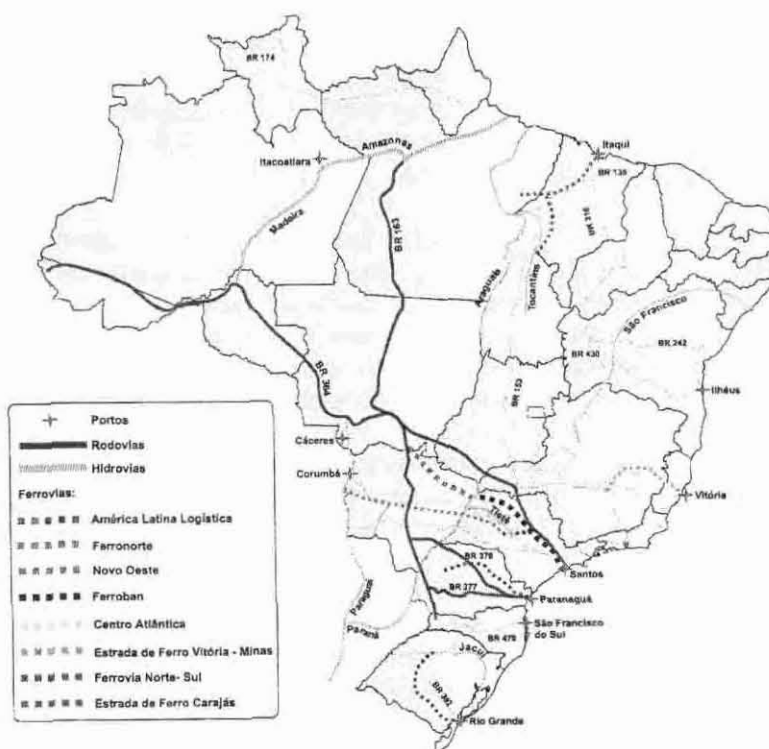 BR 174
Itacoatiara
Amazonas
Madeira
BR 163
Itaqui
BR 135
Araguaia
Tocantins
São Francisco
BR 430
BR 242
BR 153
BR 364
Ilhéus
Cáceres
Corumbá
Vitória
Tietê
Santos
BR 376
BR 277
Paranaguá
Paraguai
Paraná
São Francisco
do Sul
BR 470
Jacuí
BR 392
Rio Grande
Portos
Rodovias
Hidrovias
Ferrovias:
América Latina Logística
Ferronorte
Novo Oeste
Ferroban
Centro Atlântica
Estrada de Ferro Vitória - Minas
Ferrovia Norte- Sul
Estrada de Ferro Carajás